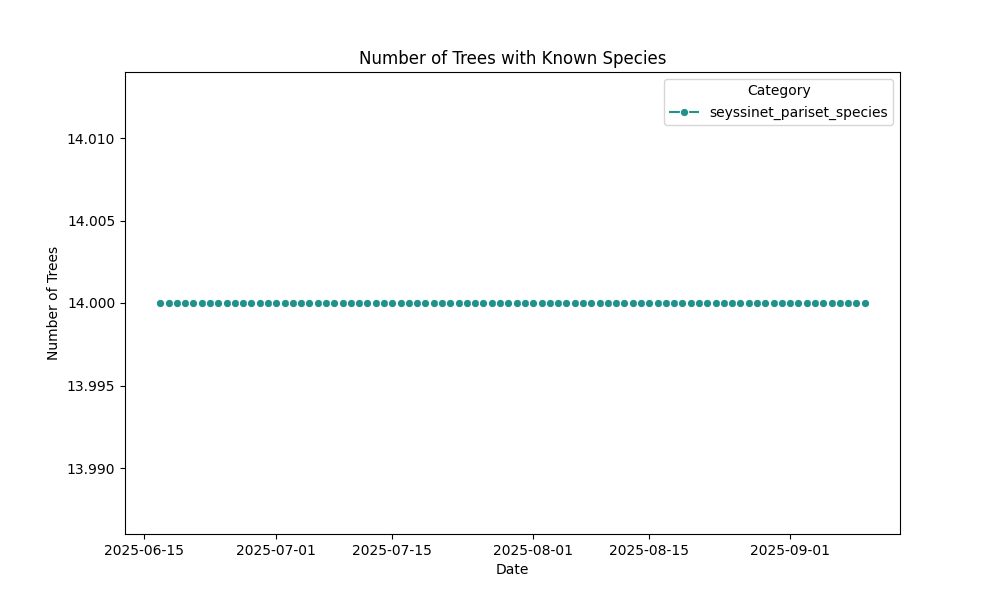 Number of Trees with Known Species
Category
seyssinet_pariset_species
14.010
14.005
14.000
13.995
13.990
Number of Trees
2025-06-15 2025-07-01 2025-07-15 2025-08-01 2025-08-15 2025-09-01
Date